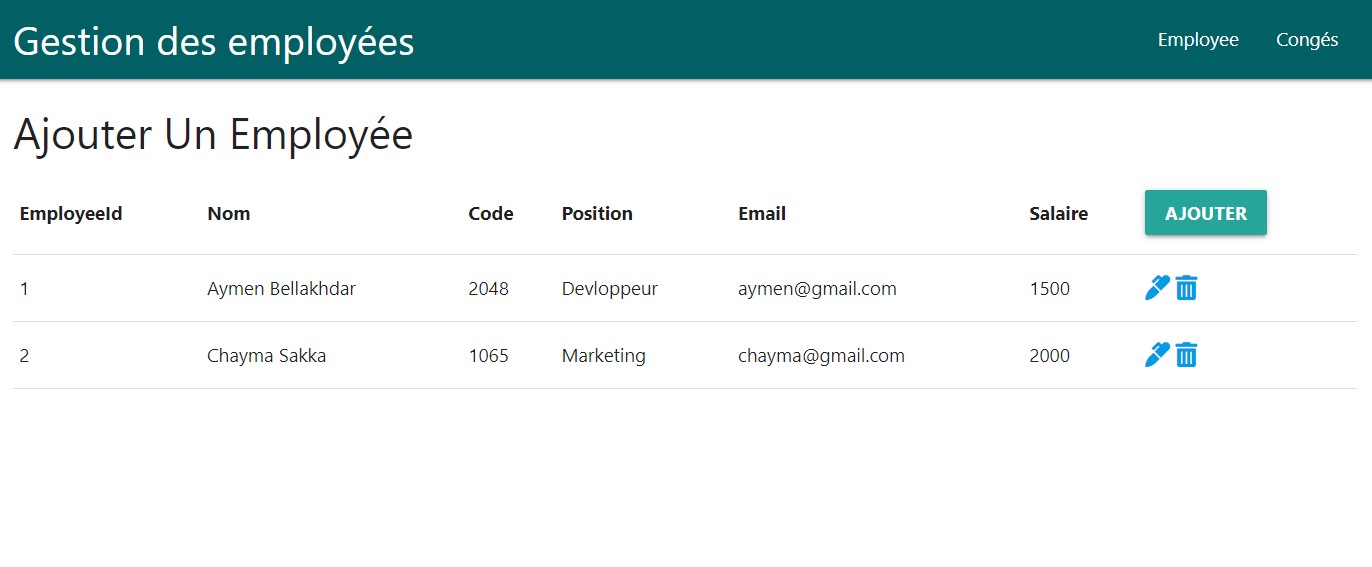 Gestion des employées
Employee Congés
Ajouter Un Employée
EmployeeId Nom Code Position Email Salaire AJOUTER
1 Aymen Bellakhdar 2048 Devloppeur aymen@gmail.com 1500
2 Chayma Sakka 1065 Marketing chayma@gmail.com 2000